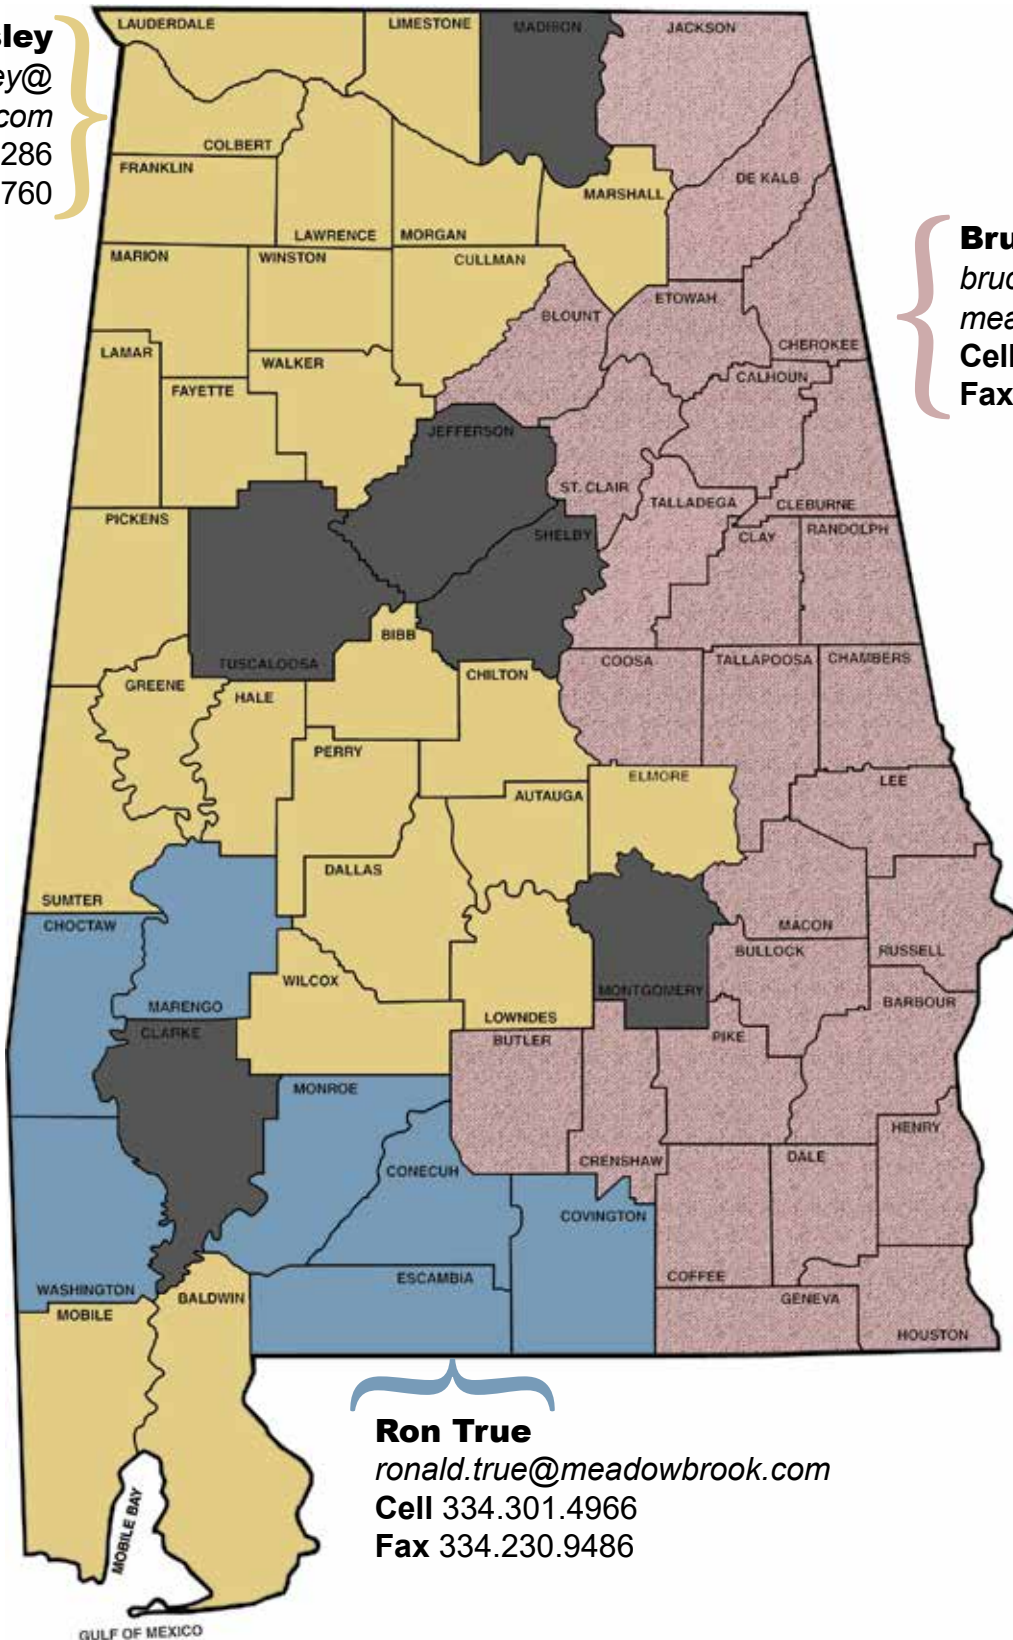 sley
ey@
com
286
760
LAUDERDALE
LIMESTONE
MADISON
JACKSON
COLBERT
FRANKLIN
DE KALB
MARSHALL
LAWRENCE
MORGAN
MARION
WINSTON
CULLMAN
Bru
bruc
mea
Cell
Fax
ETOWAH
BLOUNT
CHEROKEE
LAMAR
WALKER
CALHOUN
FAYETTE
JEFFERSON
ST. CLAIR
TALLADEGA
CLEBURNE
PICKENS
SHELBY
CLAY
RANDOLPH
BIBB
TUSCALOOSA
COOSA
TALLAPOOSA
CHAMBERS
GREENE
HALE
CHILTON
PERRY
ELMORE
LEE
AUTAUGA
DALLAS
SUMTER
CHOCTAW
MACON
BULLOCK
RUSSELL
WILCOX
MONTGOMERY
BARBOUR
MARENGO
LOWNDES
CLARKE
BUTLER
PIKE
MONROE
HENRY
CRENSHAW
DALE
CONECUH
COVINGTON
WASHINGTON
ESCAMBIA
COFFEE
BALDWIN
GENEVA
MOBILE
HOUSTON
Ron True
ronald.true@meadowbrook.com
Cell 334.301.4966
Fax 334.230.9486
MOBILE BAY
GULF OF MEXICO